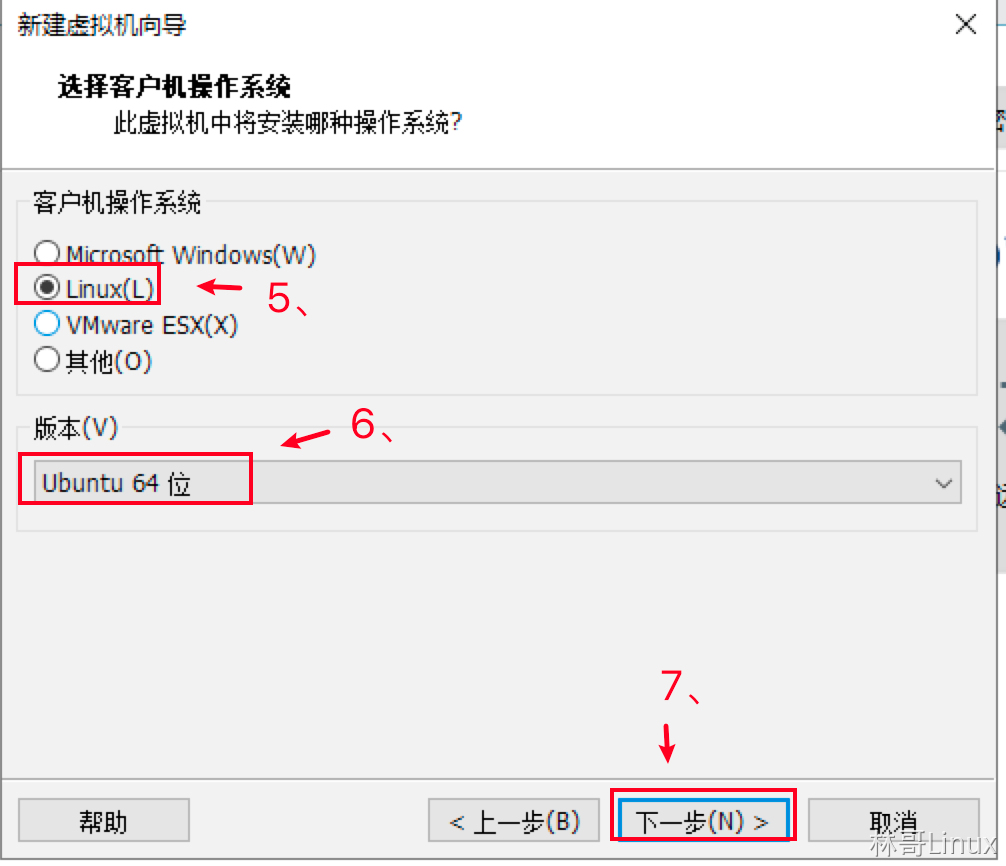 新建虚拟机向导
选择客户机操作系统
此虚拟机中将安装哪种操作系统?
客户机操作系统
Microsoft Windows(W)
Linux(L)
5、
VMware ESX(X)
其他(O)
版本(V)
6、
Ubuntu 64 位
7、
帮助
< 上一步(B)
下一步(N) >
取消
林哥Linux